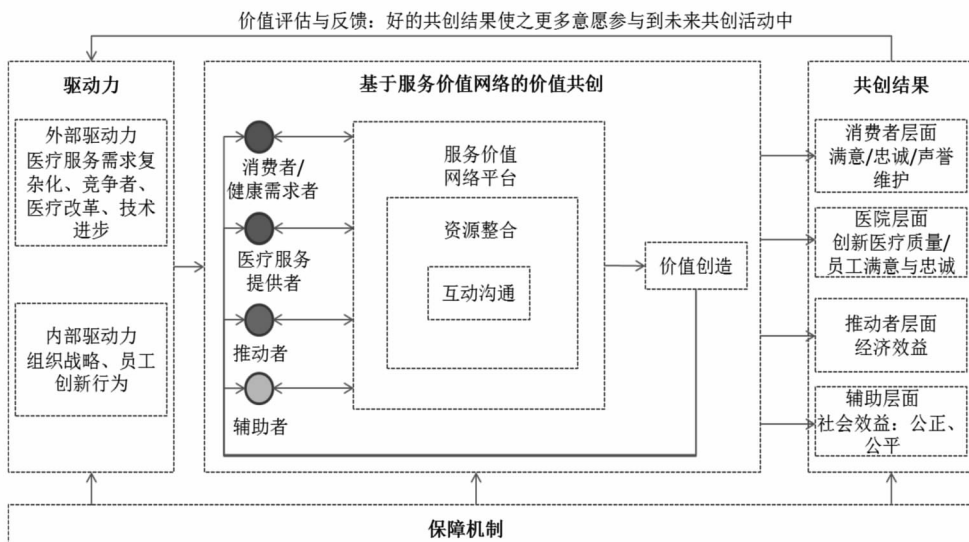 价值评估与反馈：好的共创结果使之更多意愿参与到未来共创活动中
驱动力
外部驱动力
医疗服务需求复
杂化、竞争者、
医疗改革、技术
进步
内部驱动力
组织战略、员工
创新行为
基于服务价值网络的价值共创
消费者/
健康需求者
医疗服务
提供者
推动者
辅助者
服务价值
网络平台
资源整合
互动沟通
价值创造
共创结果
消费者层面
满意/忠诚/声誉
维护
医院层面
创新医疗质量/
员工满意与忠诚
推动者层面
经济效益
辅助层面
社会效益：公正、
公平
保障机制